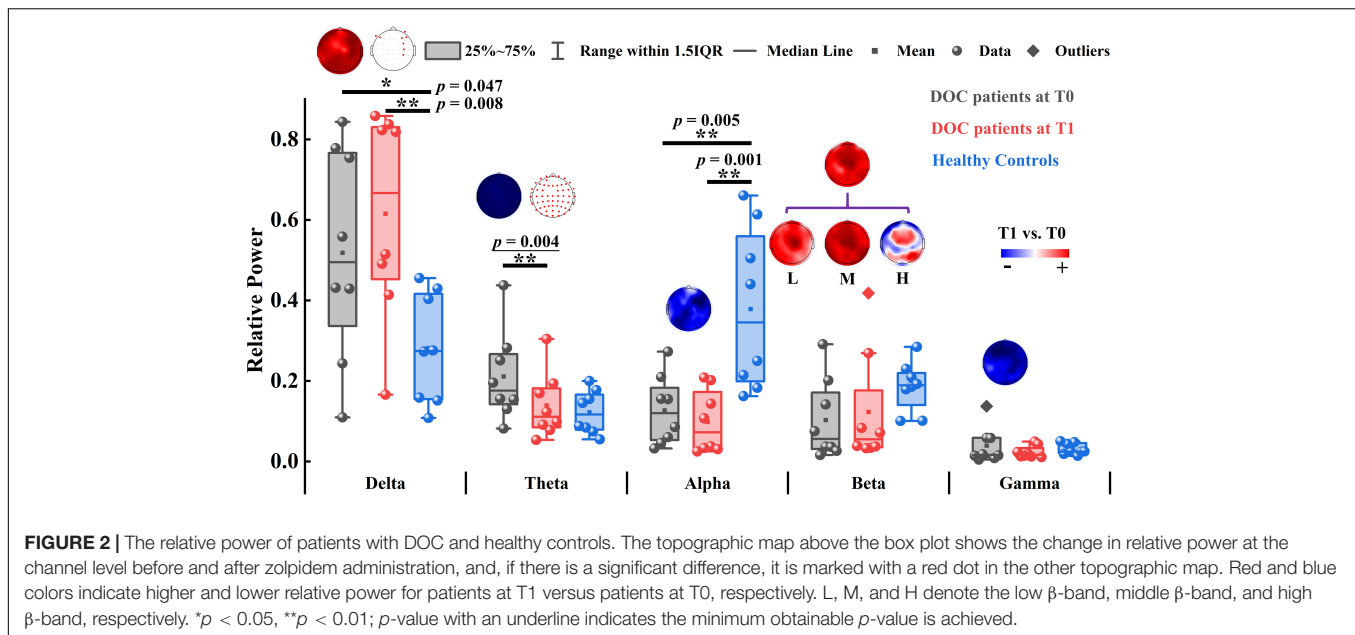 25%~75% Range within 1.5IQR Median Line Mean Data Outliers
* p = 0.047
** p = 0.008
DOC patients at T0
DOC patients at T1
Healthy Controls
p = 0.005
**
p = 0.001
**
p = 0.004
**
L M H
T1 vs. T0
- +
Relative Power
0.8
0.6
0.4
0.2
0.0
Delta Theta Alpha Beta Gamma
FIGURE 2 | The relative power of patients with DOC and healthy controls. The topographic map above the box plot shows the change in relative power at the
channel level before and after zolpidem administration, and, if there is a significant difference, it is marked with a red dot in the other topographic map. Red and blue
colors indicate higher and lower relative power for patients at T1 versus patients at T0, respectively. L, M, and H denote the low β-band, middle β-band, and high
β-band, respectively. *p < 0.05, **p < 0.01; p-value with an underline indicates the minimum obtainable p-value is achieved.